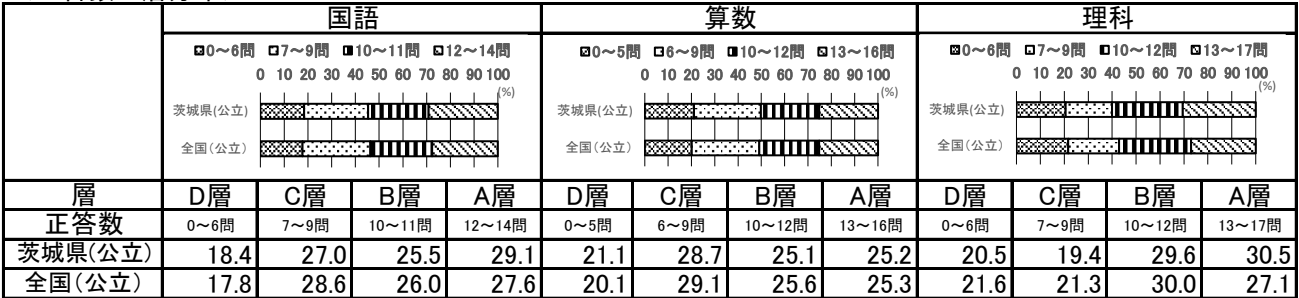 国語 算数 理科
0～6問 7～9問 10～11問 12～14問 0～5問 6～9問 10～12問 13～16問 0～6問 7～9問 10～12問 13～17問
0 10 20 30 40 50 60 70 80 90 100 0 10 20 30 40 50 60 70 80 90 100 0 10 20 30 40 50 60 70 80 90 100
(%) (%) (%)
茨城県(公立) 茨城県(公立) 茨城県(公立)
全国(公立) 全国(公立) 全国(公立)
層 D層 C層 B層 A層 D層 C層 B層 A層 D層 C層 B層 A層
正答数 0～6問 7～9問 10～11問 12～14問 0～5問 6～9問 10～12問 13～16問 0～6問 7～9問 10～12問 13～17問
茨城県(公立) 18.4 27.0 25.5 29.1 21.1 28.7 25.1 25.2 20.5 19.4 29.6 30.5
全国(公立) 17.8 28.6 26.0 27.6 20.1 29.1 25.6 25.3 21.6 21.3 30.0 27.1